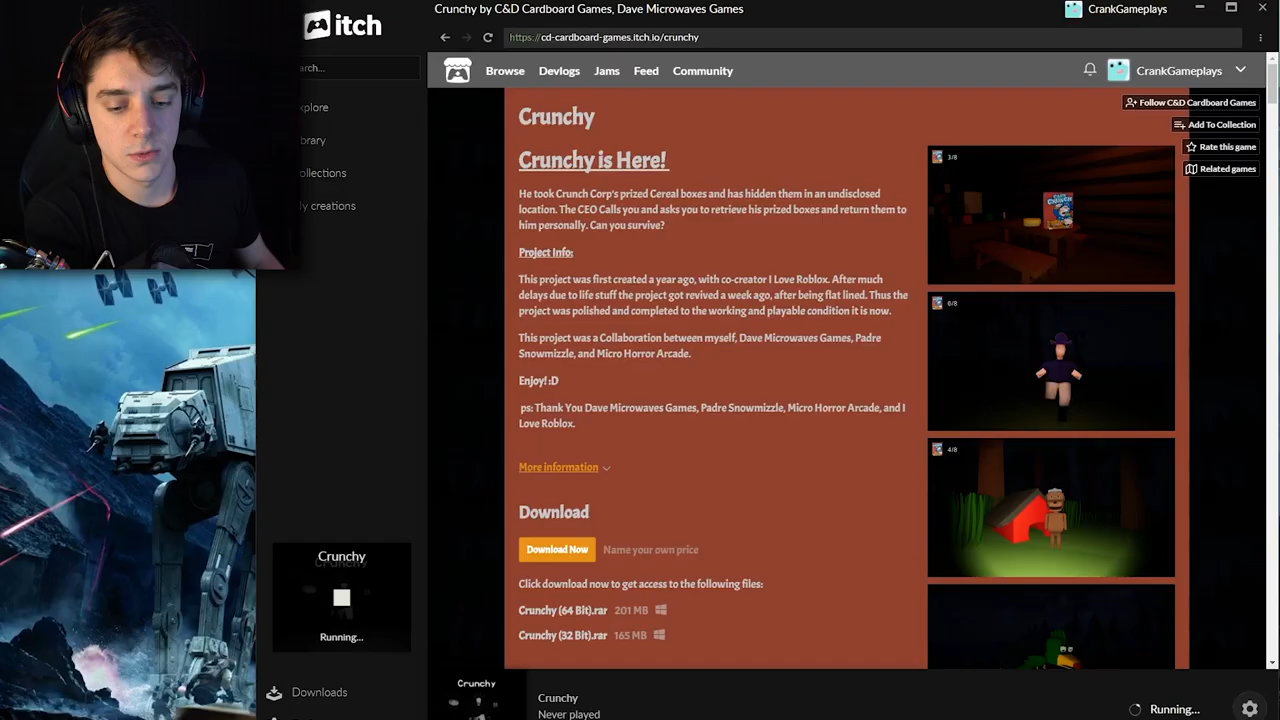 Crunchy by C&D Cardboard Games, Dave Microwaves Games
CrankGameplays
itch
https://cd-cardboard-games.itch.io/crunchy
Browse
Devlogs
Jams
Feed
Community
CrankGameplays
Follow C&D Cardboard Games
Add To Collection
Rate this game
Related games
Crunchy
Crunchy is Here!
He took Crunch Corp's prized Cereal boxes and has hidden them in an undisclosed
location. The CEO Calls you and asks you to retrieve his prized boxes and return them to
him personally. Can you survive?
Project Info:
This project was first created a year ago, with co-creator I Love Roblox. After much
delays due to life stuff the project got revived a week ago, after being flat lined. Thus the
project was polished and completed to the working and playable condition it is now.
This project was a Collaboration between myself, Dave Microwaves Games, Padre
Snowmizzle, and Micro Horror Arcade.
Enjoy! :D
ps: Thank You Dave Microwaves Games, Padre Snowmizzle, Micro Horror Arcade, and I
Love Roblox.
More information
Download
Download Now
Name your own price
Click download now to get access to the following files:
Crunchy (64 Bit).rar 201 MB
Crunchy (32 Bit).rar 165 MB
3/8
4/8
arch...
xplore
brary
ollections
y creations
Crunchy
Running...
Downloads
Crunchy
Crunchy
Never played
Running...